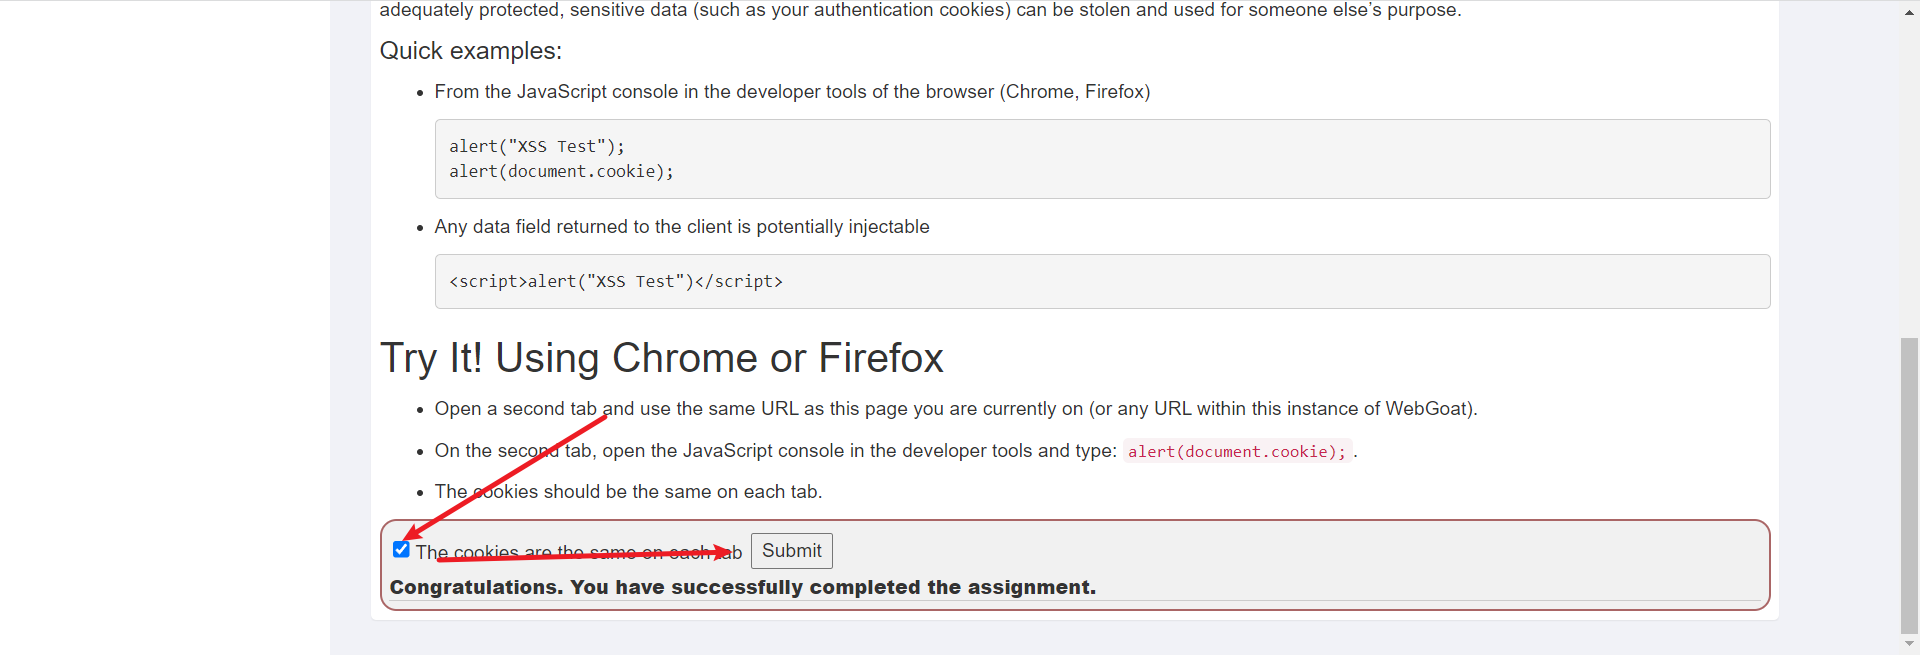 adequately protected, sensitive data (such as your authentication cookies) can be stolen and used for someone else’s purpose.
Quick examples:
• From the JavaScript console in the developer tools of the browser (Chrome, Firefox)
alert("XSS Test");
alert(document.cookie);
• Any data field returned to the client is potentially injectable
<script>alert("XSS Test")</script>
Try It! Using Chrome or Firefox
• Open a second tab and use the same URL as this page you are currently on (or any URL within this instance of WebGoat).
• On the second tab, open the JavaScript console in the developer tools and type: alert(document.cookie);.
• The cookies should be the same on each tab.
The cookies are the same on each tab Submit
Congratulations. You have successfully completed the assignment.